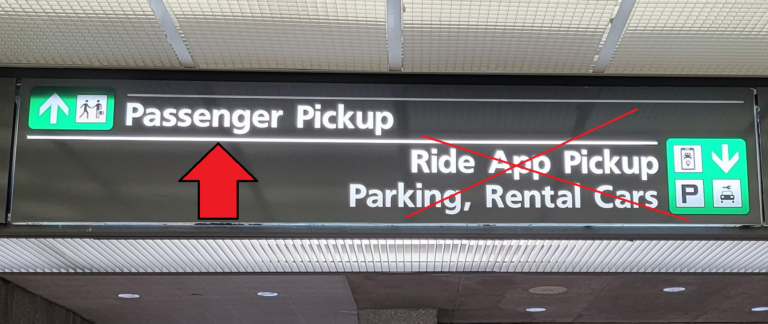 Passenger Pickup
Ride App Pickup
Parking, Rental Cars
P